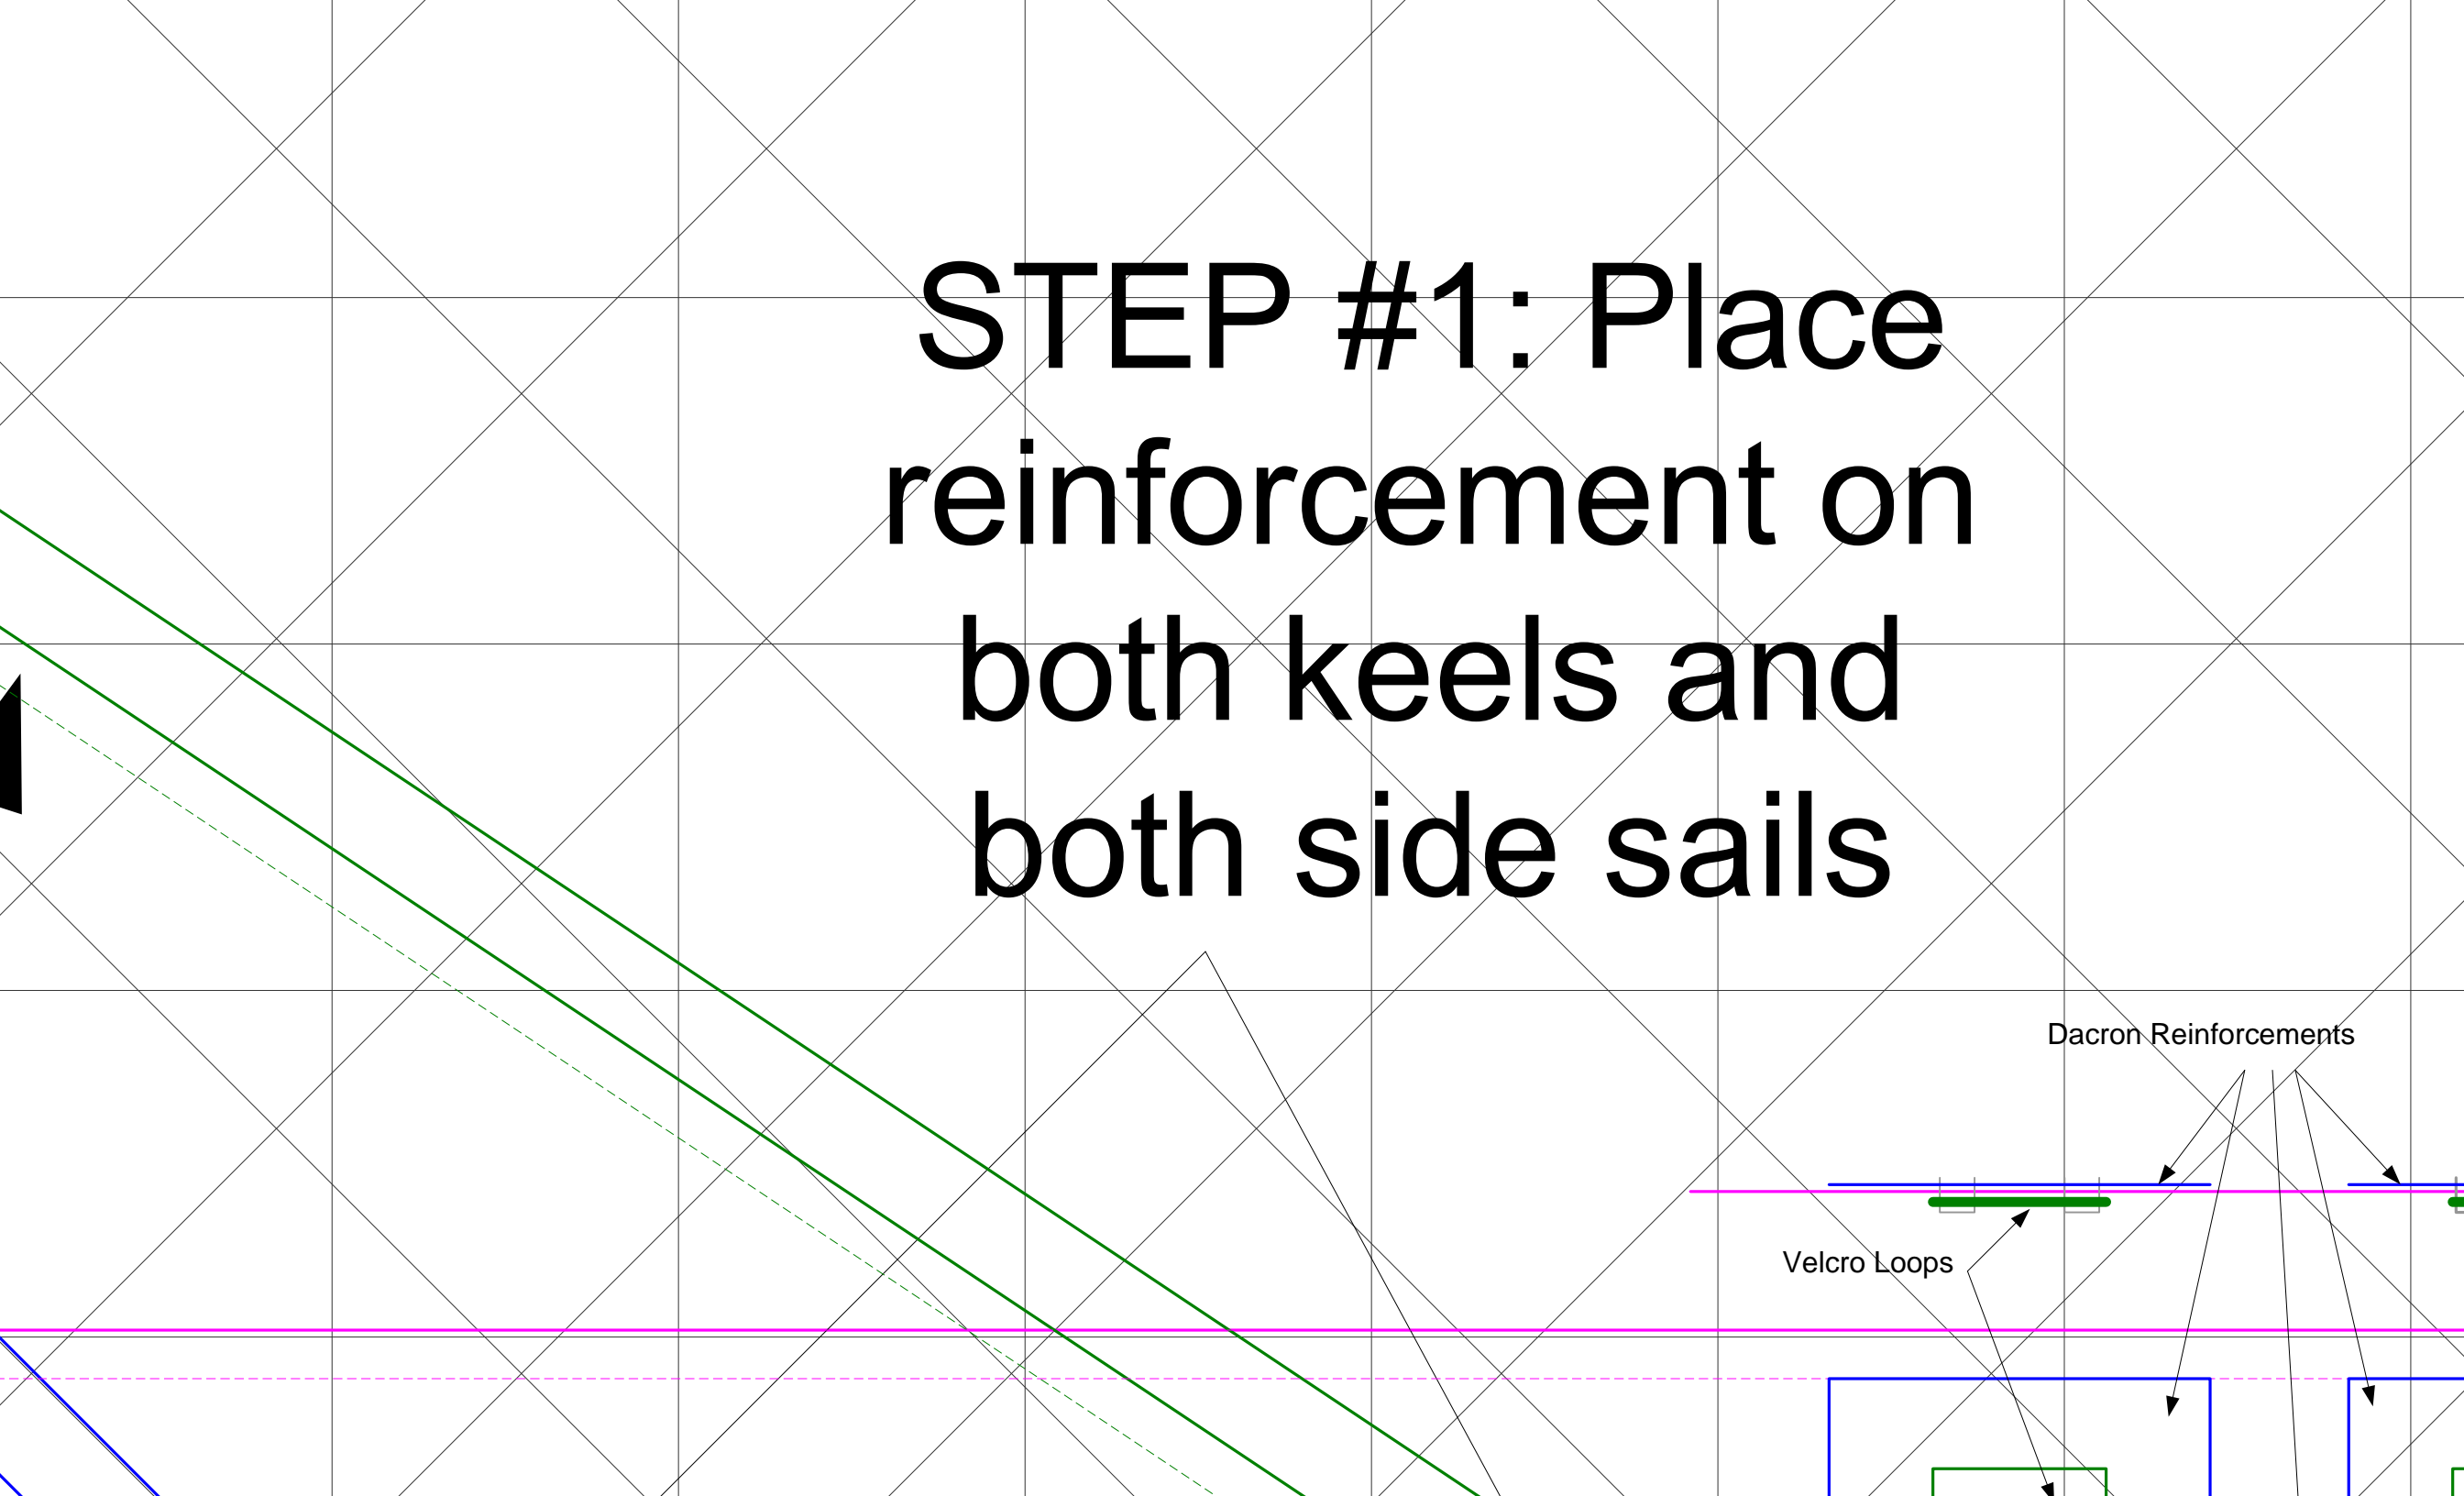 STEP #1: Place
reinforcement on
both keels and
both side sails
Dacron Reinforcements
Velcro Loops